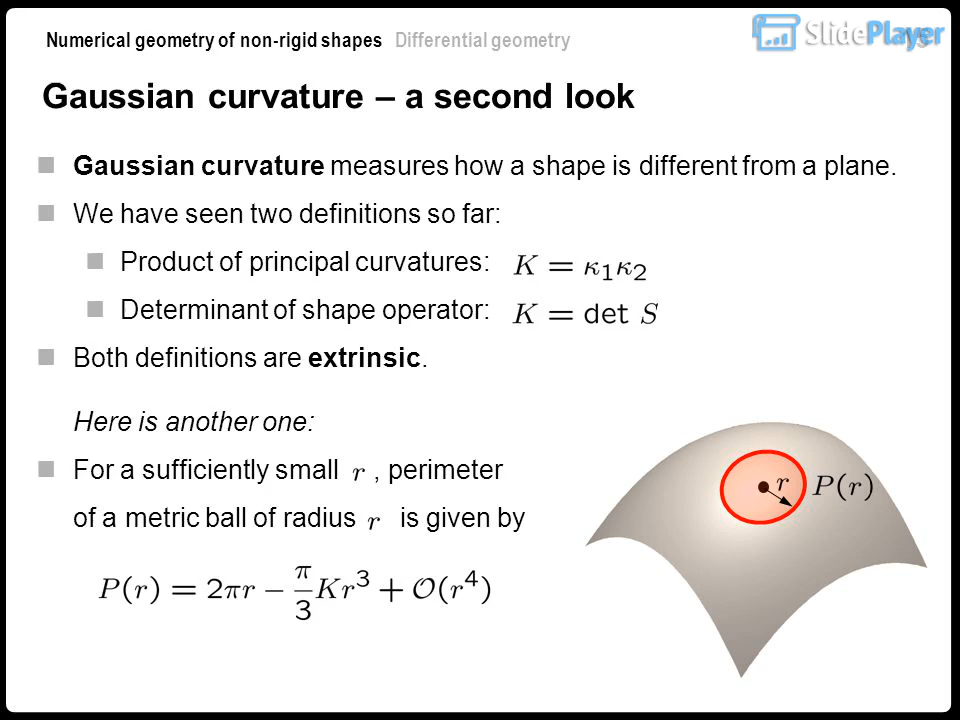 Numerical geometry of non-rigid shapes Differential geometry
SlidePlayer
Gaussian curvature – a second look
Gaussian curvature measures how a shape is different from a plane.
We have seen two definitions so far:
Product of principal curvatures: K = κ₁κ₂
Determinant of shape operator: K = det S
Both definitions are extrinsic.
Here is another one:
For a sufficiently small r , perimeter
of a metric ball of radius r is given by
P(r) = 2πr − π/3 Kr³ + O(r⁴)
r P(r)